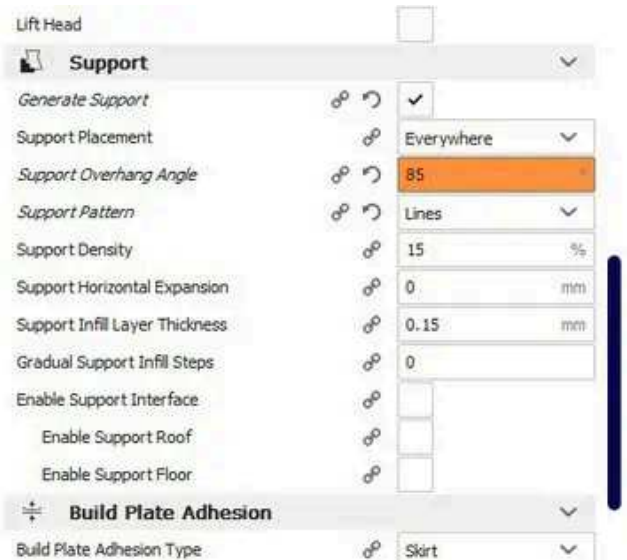 Lift Head
Support
Generate Support
Support Placement Everywhere
Support Overhang Angle 85 °
Support Pattern Lines
Support Density 15 %
Support Horizontal Expansion 0 mm
Support Infill Layer Thickness 0.15 mm
Gradual Support Infill Steps 0
Enable Support Interface
Enable Support Roof
Enable Support Floor
Build Plate Adhesion
Build Plate Adhesion Type Skirt